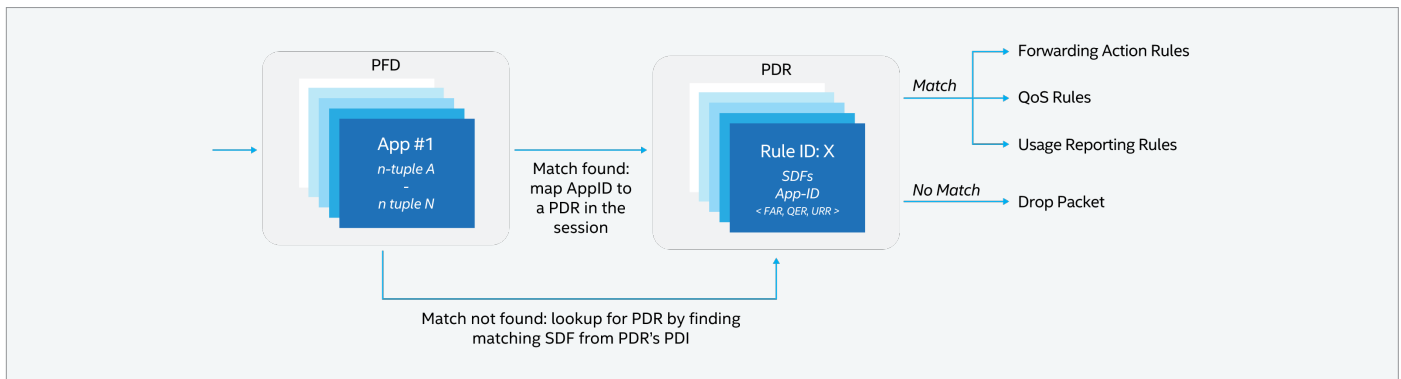 PFD
App #1
n-tuple A
-
n tuple N
Match found:
map AppID to
a PDR in the
session
Match not found: lookup for PDR by finding
matching SDF from PDR's PDI
PDR
Rule ID: X
SDFs
App-ID
< FAR, QER, URR >
Match
Forwarding Action Rules
QoS Rules
Usage Reporting Rules
No Match
Drop Packet